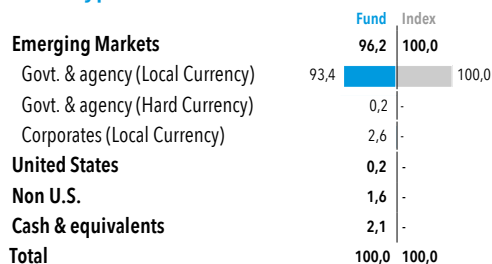 Fund Index
Emerging Markets 96,2 100,0
Govt. & agency (Local Currency) 93,4 100,0
Govt. & agency (Hard Currency) 0,2 -
Corporates (Local Currency) 2,6 -
United States 0,2 -
Non U.S. 1,6 -
Cash & equivalents 2,1 -
Total 100,0 100,0